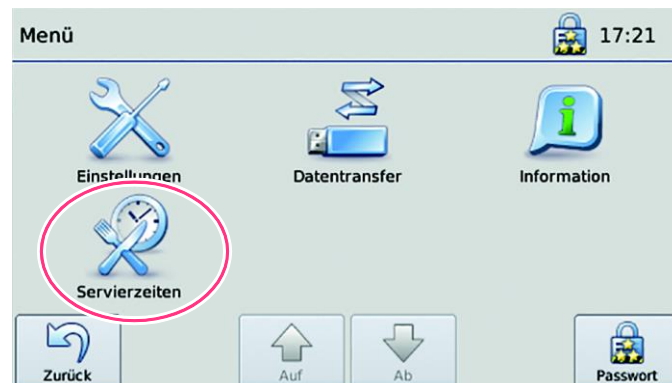 Menü 17:21
Einstellungen Datentransfer Information
Servierzeiten
Zurück Auf Ab Passwort